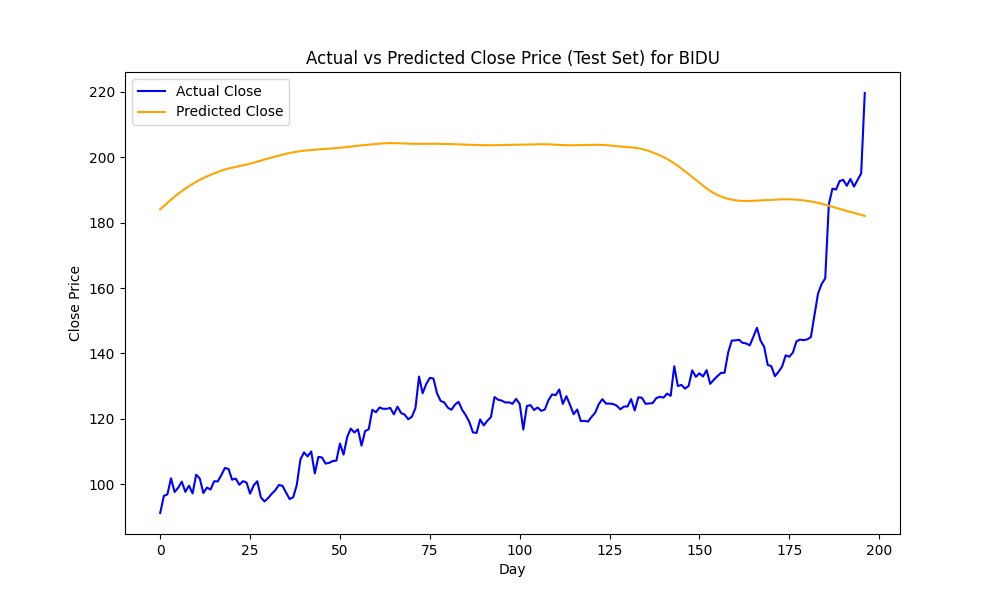 Actual vs Predicted Close Price (Test Set) for BIDU
Actual Close
Predicted Close
220
200
180
160
140
120
100
Close Price
0 25 50 75 100 125 150 175 200
Day